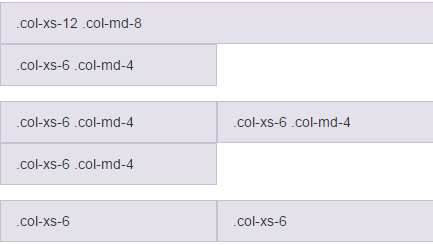 .col-xs-12 .col-md-8
.col-xs-6 .col-md-4
.col-xs-6 .col-md-4 .col-xs-6 .col-md-4
.col-xs-6 .col-md-4
.col-xs-6 .col-xs-6